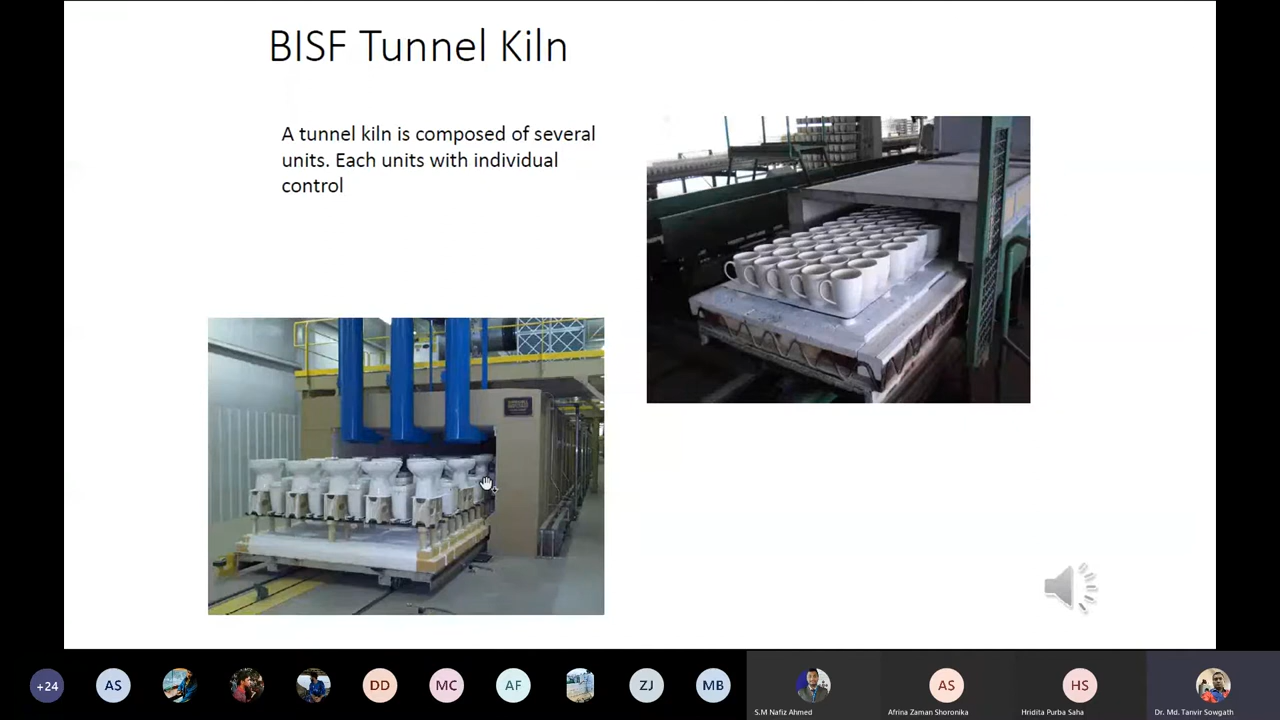 BISF Tunnel Kiln
A tunnel kiln is composed of several
units. Each units with individual
control
+24
AS
DD
MC
AF
ZJ
MB
AS
HS
S.M Nafiz Ahmed
Afrina Zaman Shoronika
Hridita Purba Saha
Dr. Md. Tanvir Sowgath